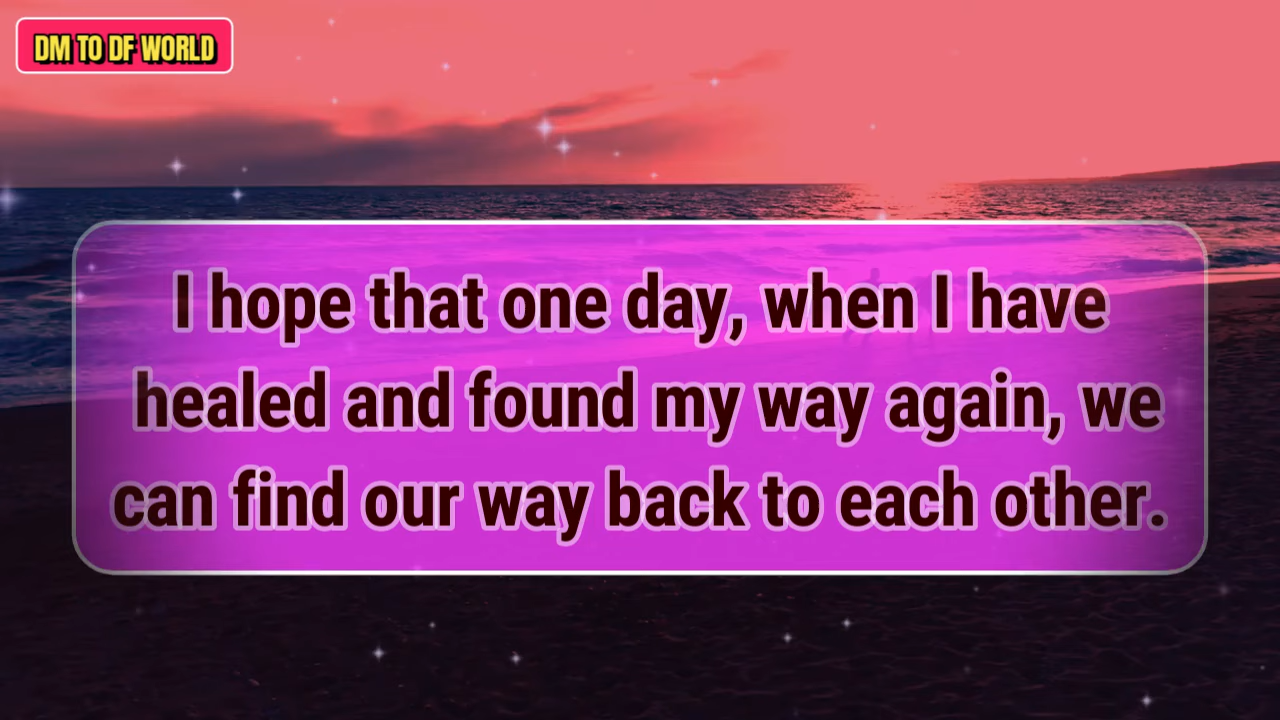 DM TO DF WORLD
I hope that one day, when I have
healed and found my way again, we
can find our way back to each other.